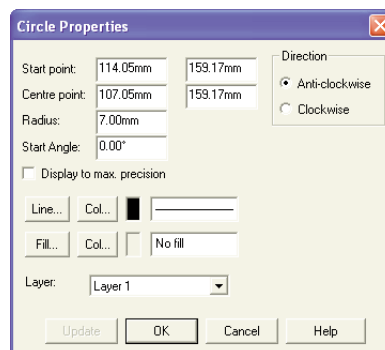 Circle Properties
Start point: 114.05mm 159.17mm
Centre point: 107.05mm 159.17mm
Radius: 7.00mm
Start Angle: 0.00°
Direction
Anti-clockwise
Clockwise
Display to max. precision
Line... Col...
Fill... Col... No fill
Layer: Layer 1
Update OK Cancel Help